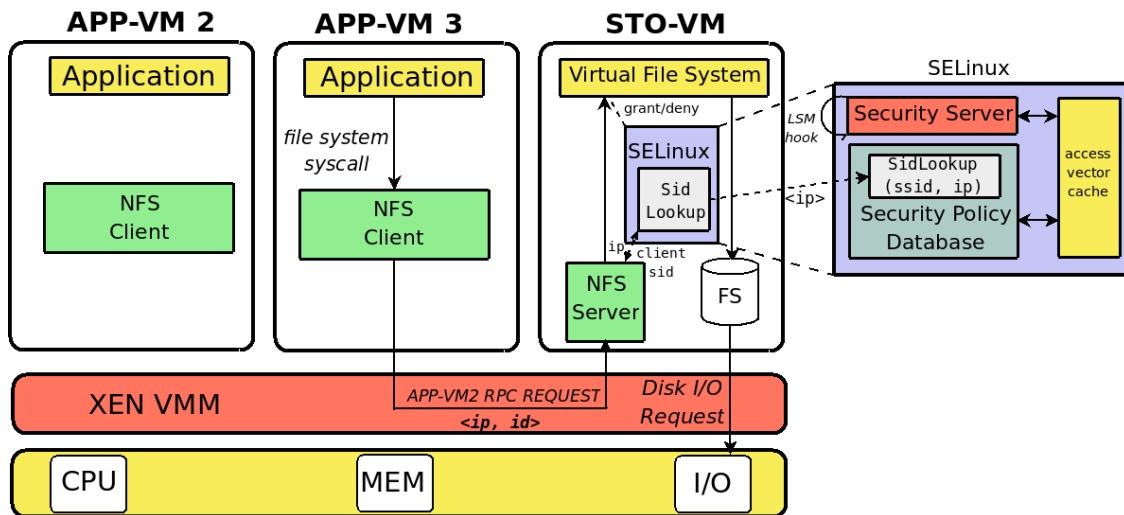 APP-VM 2
APP-VM 3
STO-VM
Application
Application
Virtual File System
SELinux
file system
syscall
grant/deny
LSM
hook
Security Server
SELinux
access
vector
cache
SidLookup
(ssid, ip)
NFS
Client
NFS
Client
Sid
Lookup
<ip>
Security Policy
Database
ip
client
sid
NFS
Server
FS
XEN VMM
APP-VM2 RPC REQUEST
<ip, id>
Disk I/O
Request
CPU
MEM
I/O